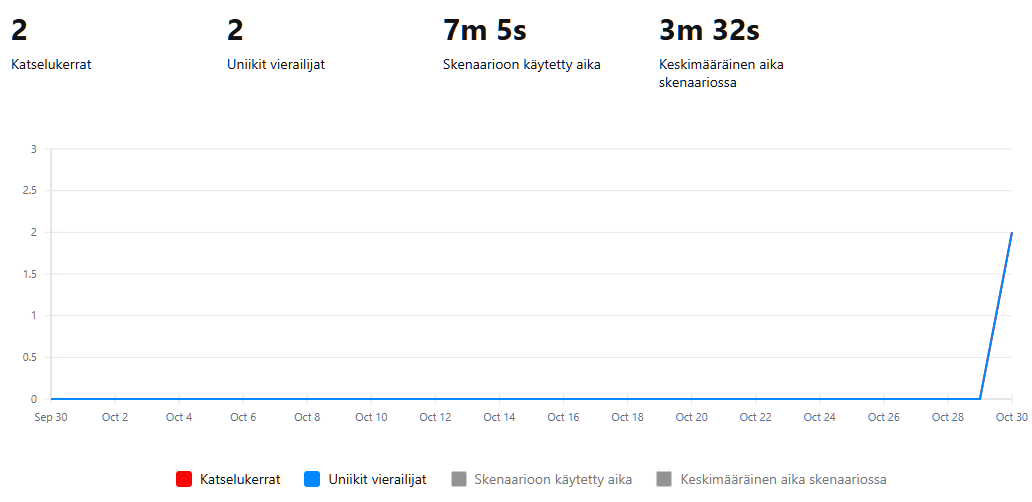 2
Katselukerrat
2
Uniikit vierailijat
7m 5s
Skenaarioon käytetty aika
3m 32s
Keskimääräinen aika
skenaariossa
3
2.5
2
1.5
1
0.5
0
Sep 30 Oct 2 Oct 4 Oct 6 Oct 8 Oct 10 Oct 12 Oct 14 Oct 16 Oct 18 Oct 20 Oct 22 Oct 24 Oct 26 Oct 28 Oct 30
Katselukerrat Uniikit vierailijat Skenaarioon käytetty aika Keskimääräinen aika skenaariossa